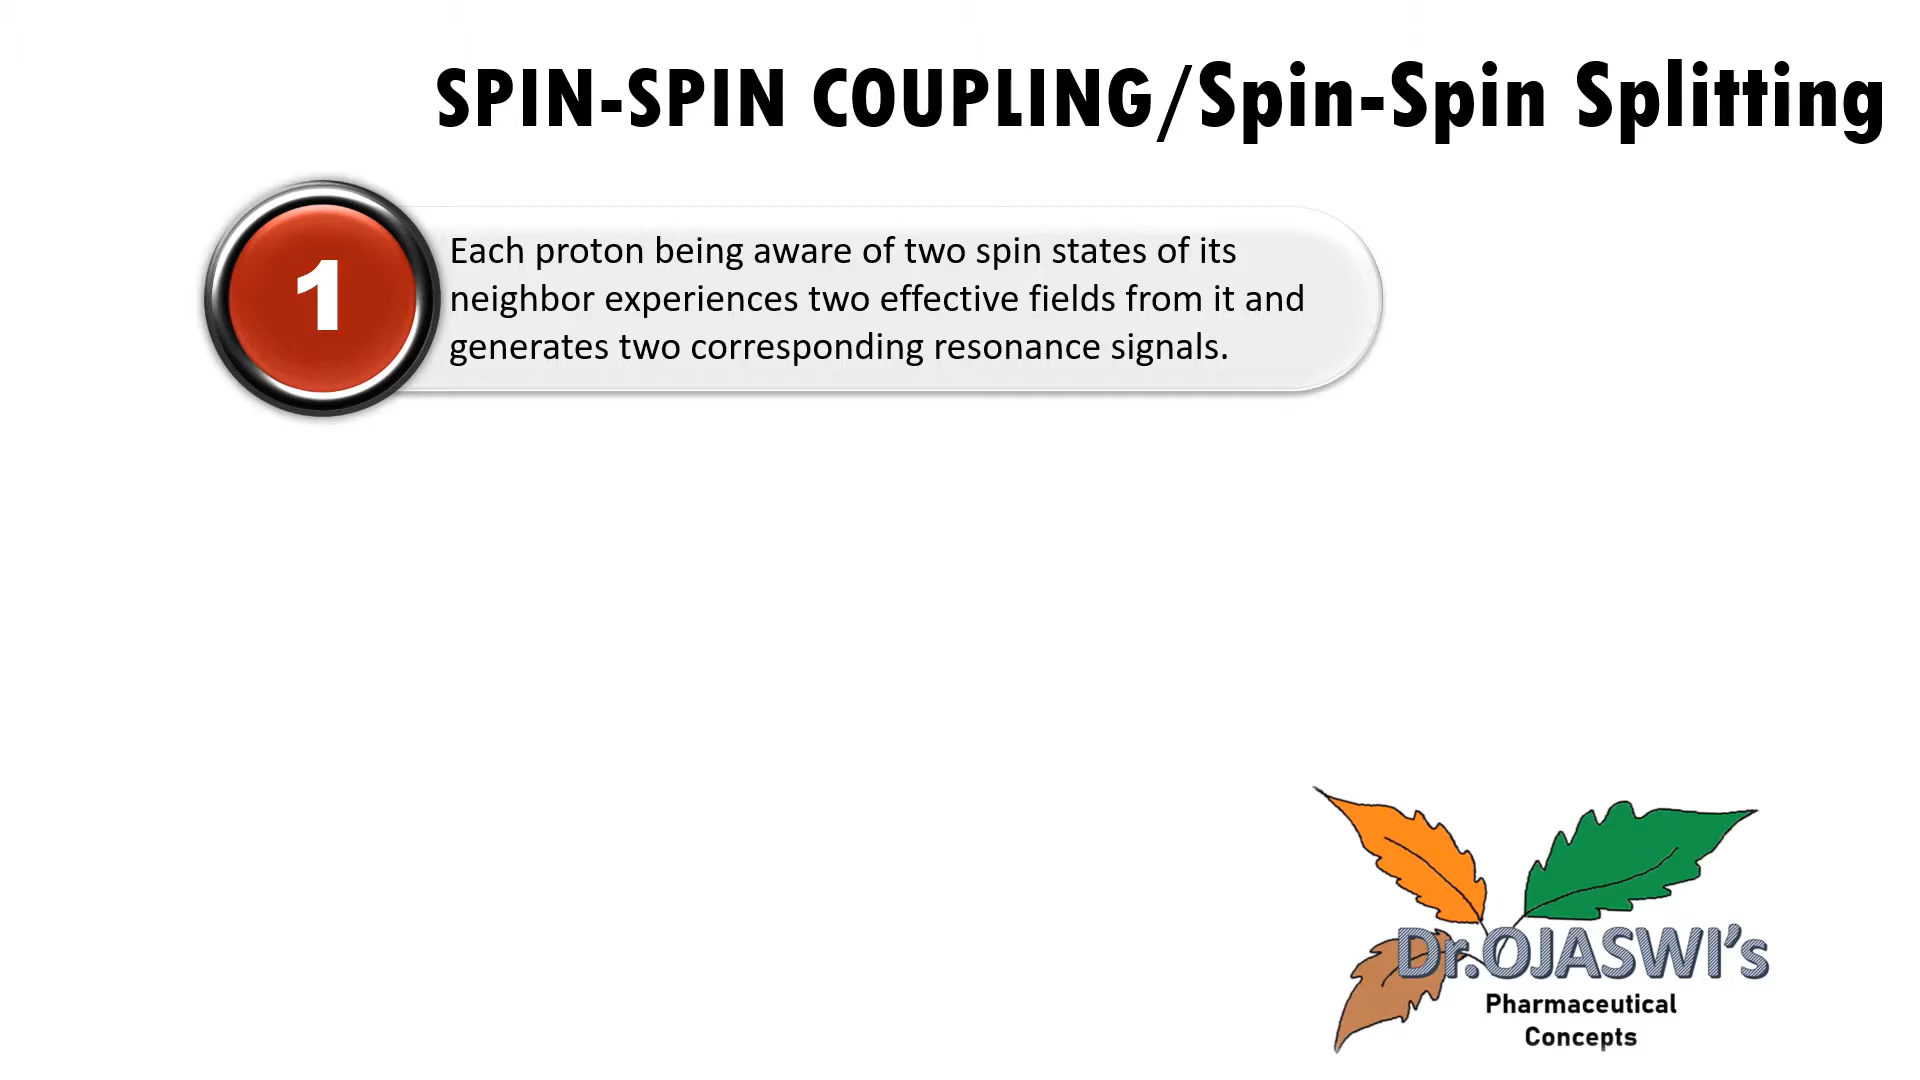 SPIN-SPIN COUPLING/Spin-Spin Splitting
1
Each proton being aware of two spin states of its
neighbor experiences two effective fields from it and
generates two corresponding resonance signals.
Dr.OJASWI's
Pharmaceutical
Concepts